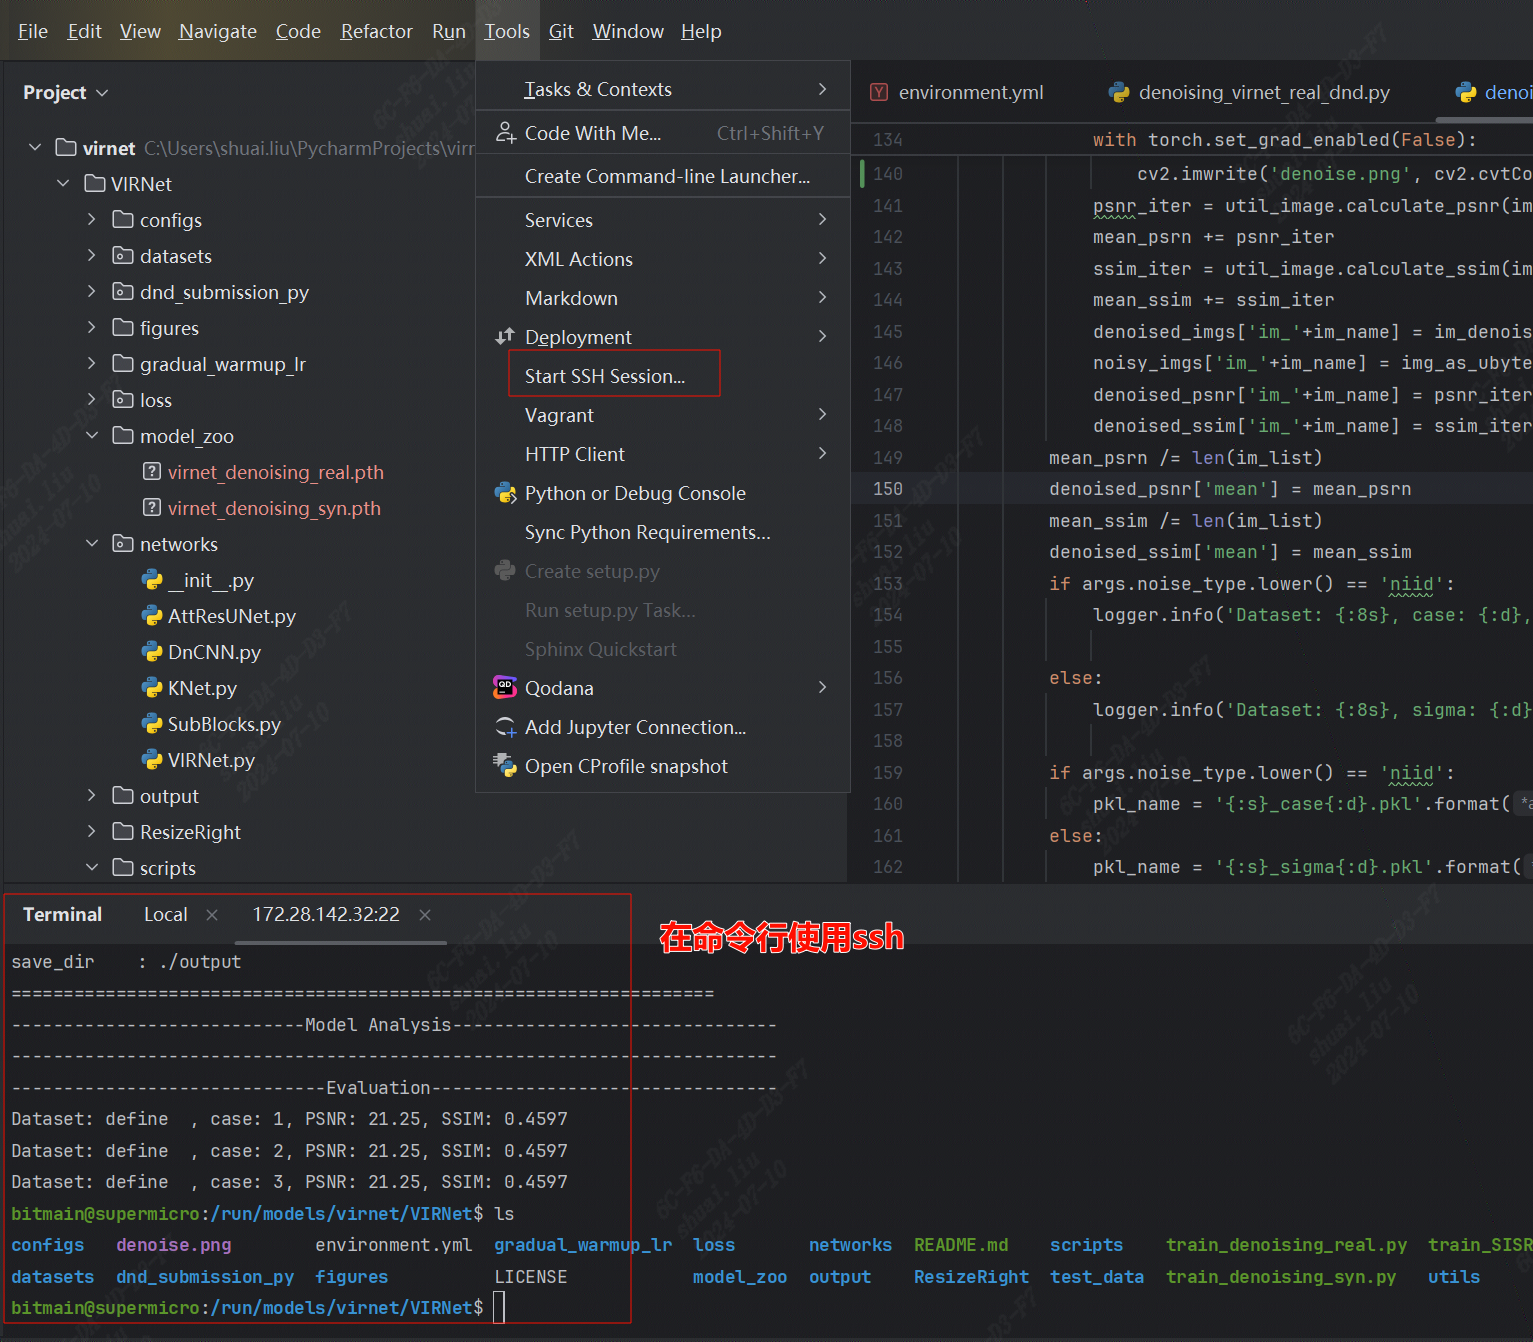 File Edit View Navigate Code Refactor Run Tools Git Window Help
Project
virnet C:\Users\shuai.liu\PycharmProjects\virr
VIRNet
configs
datasets
dnd_submission_py
figures
gradual_warmup_lr
loss
model_zoo
virnet_denoising_real.pth
virnet_denoising_syn.pth
networks
__init__.py
AttResUNet.py
DnCNN.py
KNet.py
SubBlocks.py
VIRNet.py
output
ResizeRight
scripts
Tasks & Contexts
Code With Me... Ctrl+Shift+Y
Create Command-line Launcher...
Services
XML Actions
Markdown
Deployment
Start SSH Session...
Vagrant
HTTP Client
Python or Debug Console
Sync Python Requirements...
Create setup.py
Run setup.py Task...
Sphinx Quickstart
Qodana
Add Jupyter Connection...
Open CProfile snapshot
environment.yml denoising_virnet_real_dnd.py denoi
134 with torch.set_grad_enabled(False):
140 cv2.imwrite('denoise.png', cv2.cvtCo
141 psnr_iter = util_image.calculate_psnr(im
142 mean_psrn += psnr_iter
143 ssim_iter = util_image.calculate_ssim(im
144 mean_ssim += ssim_iter
145 denoised_imgs['im_'+im_name] = im_denois
146 noisy_imgs['im_'+im_name] = img_as_ubyte
147 denoised_psnr['im_'+im_name] = psnr_iter
148 denoised_ssim['im_'+im_name] = ssim_iter
149 mean_psrn /= len(im_list)
150 denoised_psnr['mean'] = mean_psrn
151 mean_ssim /= len(im_list)
152 denoised_ssim['mean'] = mean_ssim
153 if args.noise_type.lower() == 'niid':
154 logger.info('Dataset: {:8s}, case: {:d},
155
156 else:
157 logger.info('Dataset: {:8s}, sigma: {:d}
158
159 if args.noise_type.lower() == 'niid':
160 pkl_name = '{:s}_case{:d}.pkl'.format( *a
161 else:
162 pkl_name = '{:s}_sigma{:d}.pkl'.format( *
Terminal Local 172.28.142.32:22
在命令行使用ssh
save_dir : ./output
===================================================================
----------------------------Model Analysis-------------------------------
-------------------------------------------------------------------------
------------------------------Evaluation---------------------------------
Dataset: define , case: 1, PSNR: 21.25, SSIM: 0.4597
Dataset: define , case: 2, PSNR: 21.25, SSIM: 0.4597
Dataset: define , case: 3, PSNR: 21.25, SSIM: 0.4597
bitmain@supermicro:/run/models/virnet/VIRNet$ ls
configs denoise.png environment.yml gradual_warmup_lr loss networks README.md scripts train_denoising_real.py train_SISR
datasets dnd_submission_py figures LICENSE model_zoo output ResizeRight test_data train_denoising_syn.py utils
bitmain@supermicro:/run/models/virnet/VIRNet$
6C-F6-DA-4D-D3-F7
shuai.liu
2024-07-10